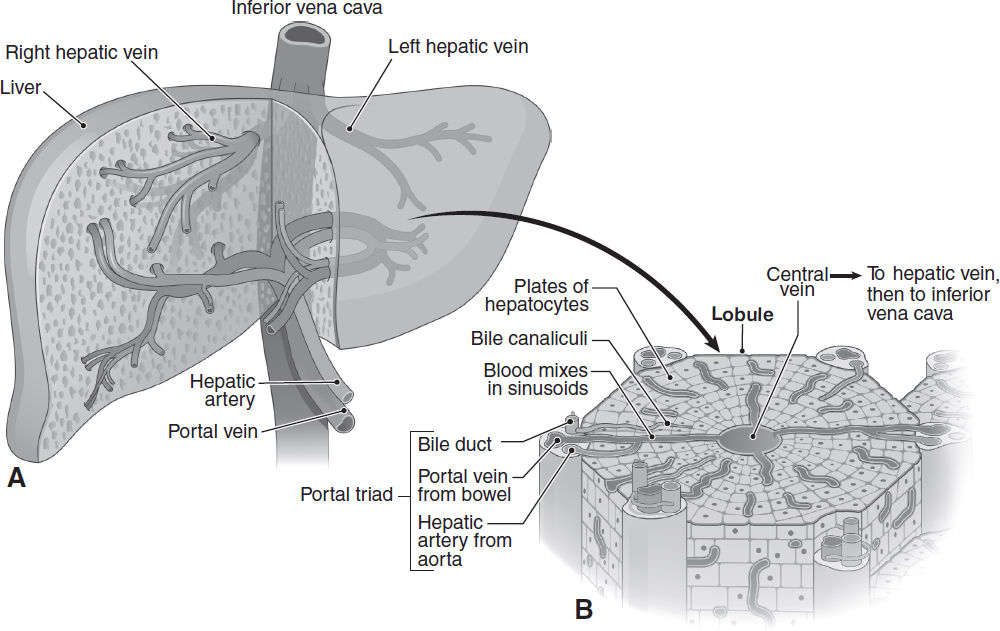 Inferior vena cava
Right hepatic vein
Left hepatic vein
Liver
Hepatic
artery
Portal vein
A
Plates of
hepatocytes
Bile canaliculi
Blood mixes
in sinusoids
Lobule
Central
vein
To hepatic vein,
then to inferior
vena cava
Portal triad
Bile duct
Portal vein
from bowel
Hepatic
artery from
aorta
B